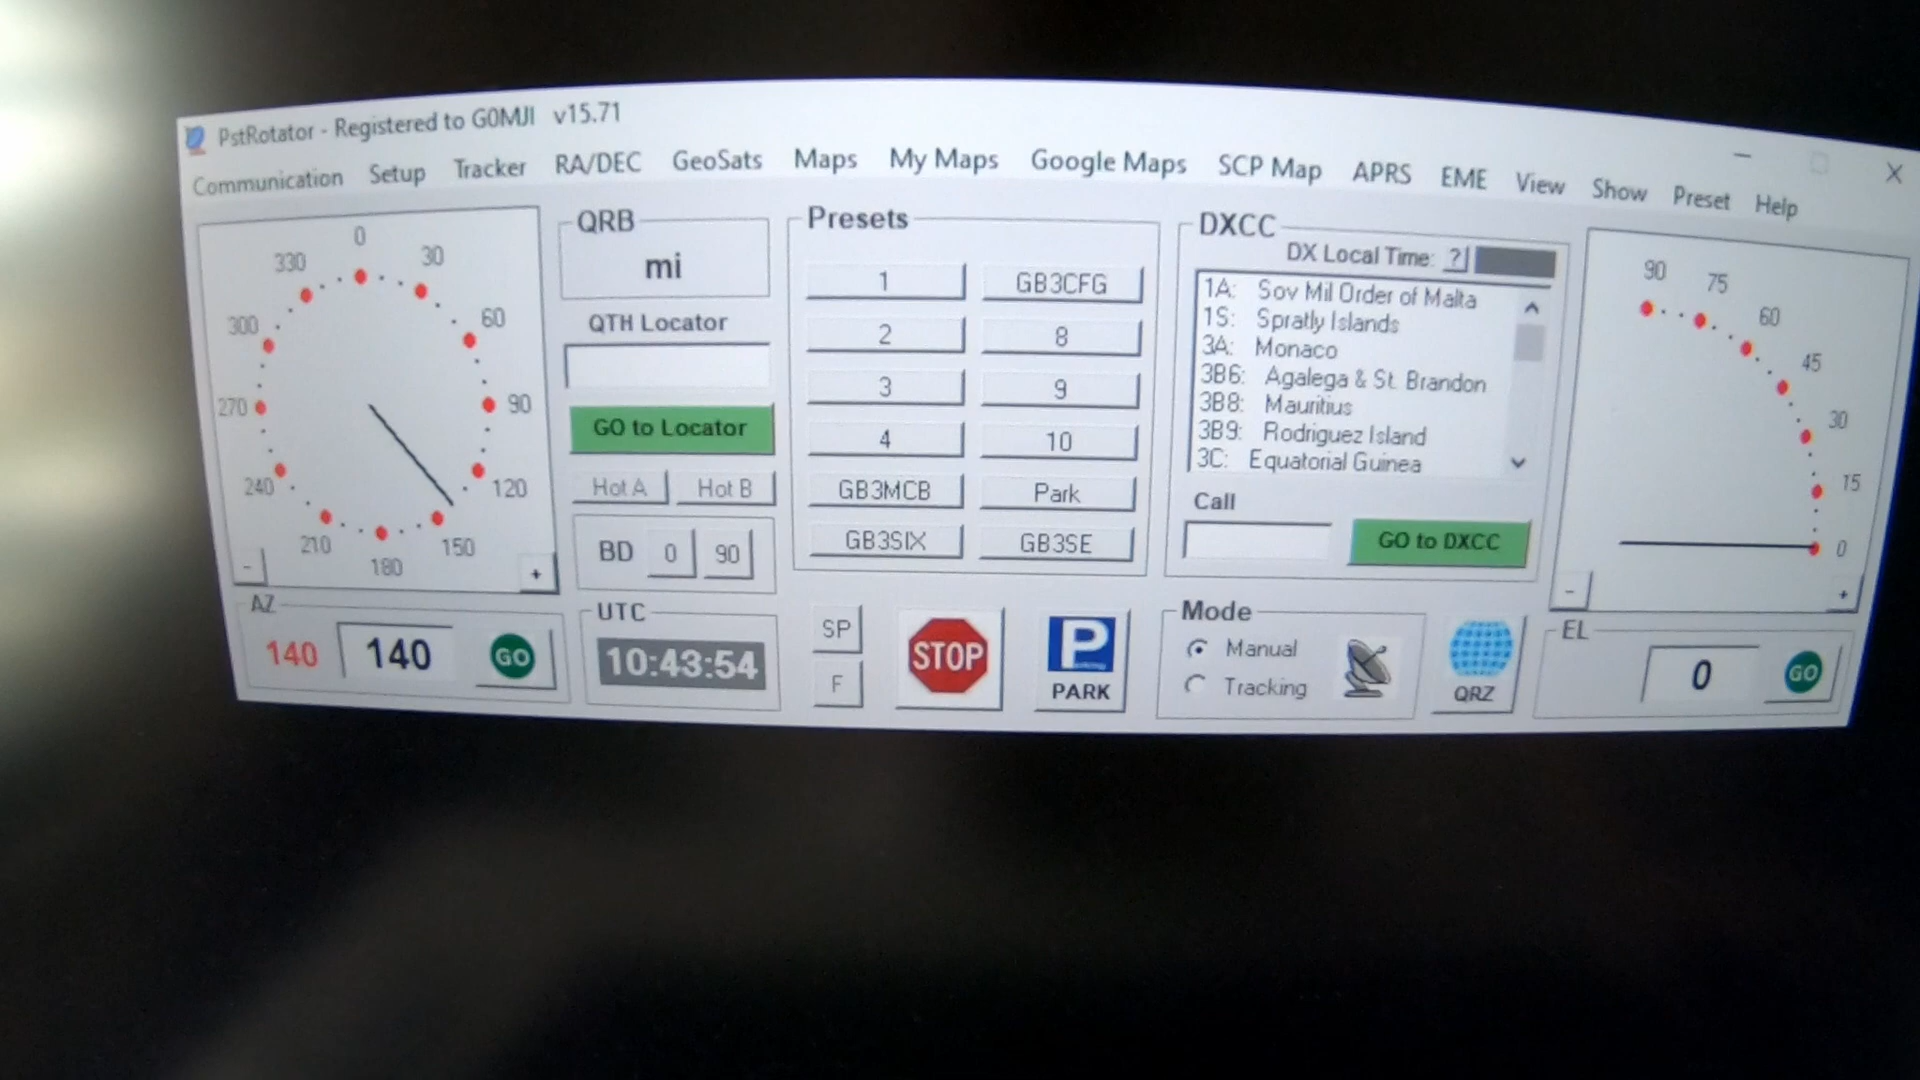 PstRotator - Registered to G0MJI v15.71
Communication Setup Tracker RA/DEC GeoSats Maps My Maps Google Maps SCP Map APRS EME View Show Preset Help
0
30
60
90
120
150
180
210
240
270
300
330
- +
AZ
140 140 GO
QRB
mi
QTH Locator
GO to Locator
Hot A Hot B
BD 0 90
UTC
10:43:54
Presets
1 GB3CFG
2 8
3 9
4 10
GB3MCB Park
GB3SIX GB3SE
SP
F
STOP
P
PARK
DXCC
DX Local Time: ?
1A: Sov Mil Order of Malta
1S: Spratly Islands
3A: Monaco
3B6: Agalega & St. Brandon
3B8: Mauritius
3B9: Rodriguez Island
3C: Equatorial Guinea
Call
GO to DXCC
Mode
Manual
Tracking
QRZ
90
75
60
45
30
15
0
- +
EL
0 GO